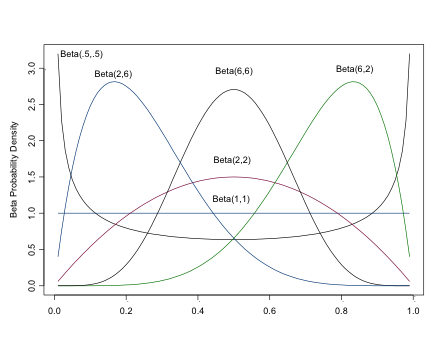 Beta(.5,.5)
Beta(2,6)
Beta(6,6)
Beta(6,2)
Beta(2,2)
Beta(1,1)
Beta Probability Density
3.0
2.5
2.0
1.5
1.0
0.5
0.0
0.0 0.2 0.4 0.6 0.8 1.0